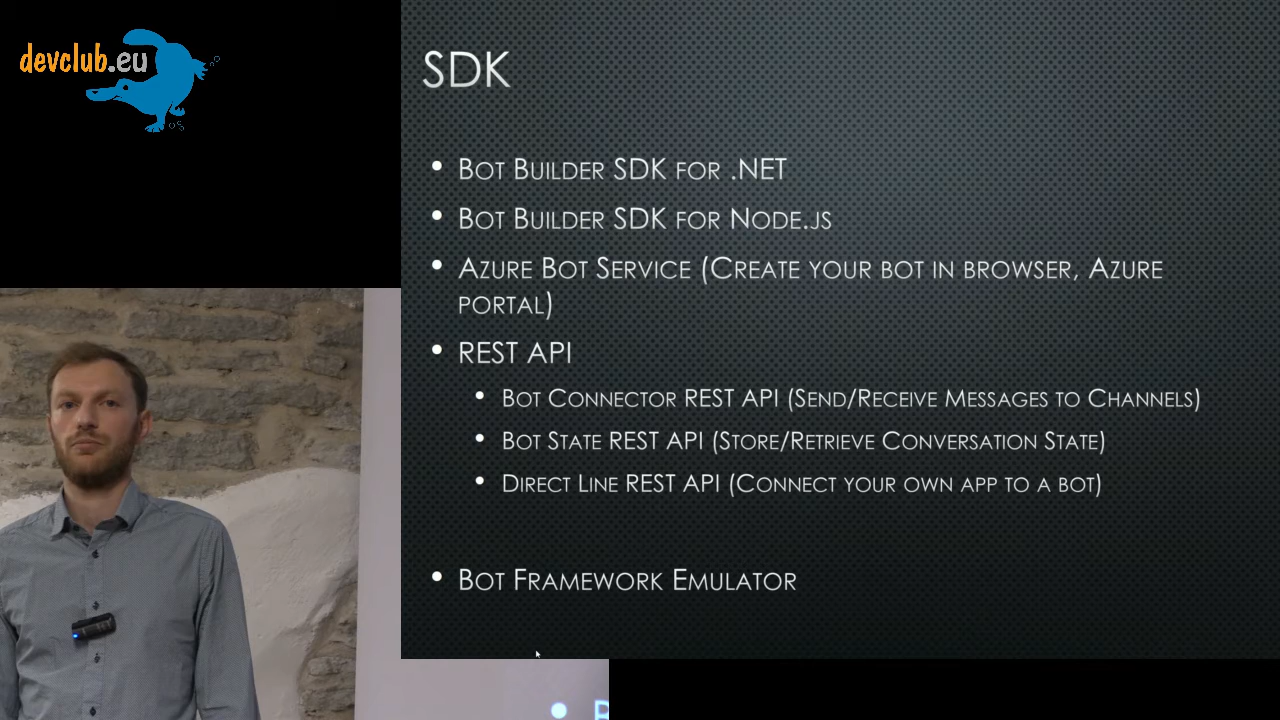 devclub.eu
SDK
• Bot Builder SDK for .NET
• Bot Builder SDK for Node.js
• Azure Bot Service (Create your bot in browser, Azure
portal)
• REST API
• Bot Connector REST API (Send/Receive Messages to Channels)
• Bot State REST API (Store/Retrieve Conversation State)
• Direct Line REST API (Connect your own app to a bot)
• Bot Framework Emulator